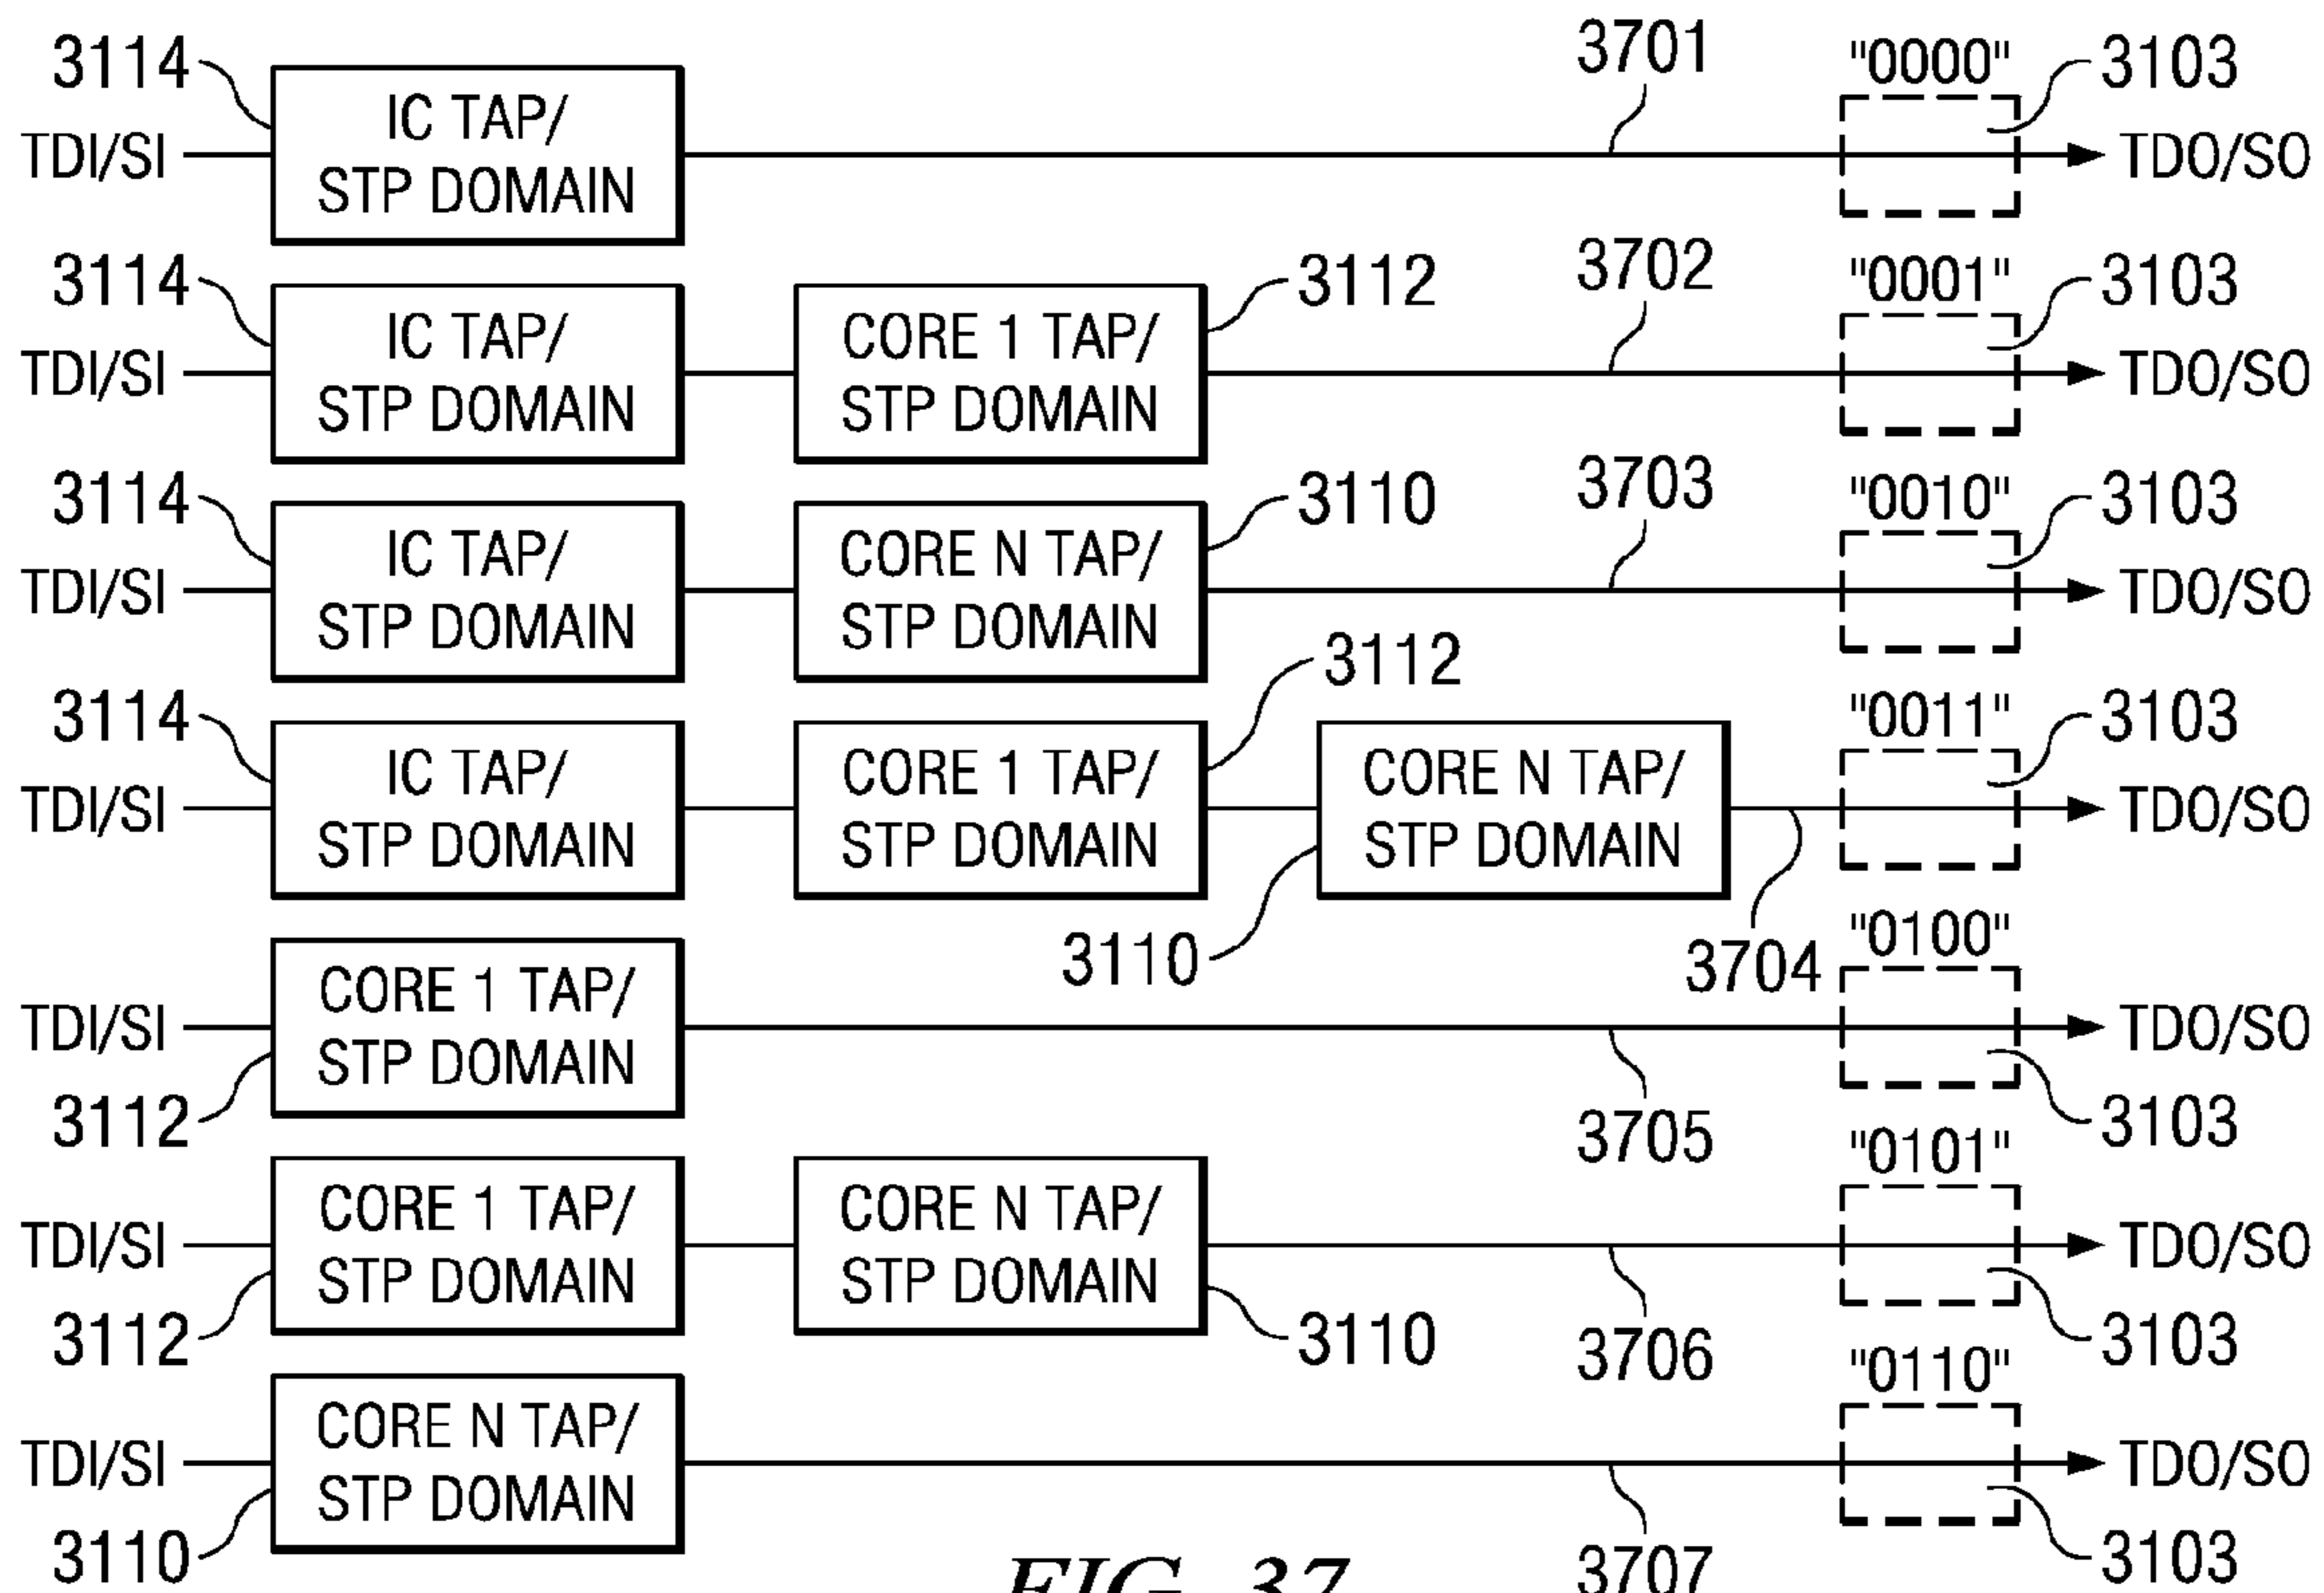 3701
"0000"
3114
3103
IC TAP/
STP DOMAIN
TDI/SI
TDO/SO
3702
"0001"
3114
3112
3103
IC TAP/
STP DOMAIN
CORE 1 TAP/
STP DOMAIN
TDI/SI
TDO/SO
3703
"0010"
3114
3110
3103
IC TAP/
STP DOMAIN
CORE N TAP/
STP DOMAIN
TDI/SI
TDO/SO
3112
"0011"
3114
3103
IC TAP/
STP DOMAIN
CORE 1 TAP/
STP DOMAIN
CORE N TAP/
STP DOMAIN
TDI/SI
TDO/SO
3110
3704
"0100"
CORE 1 TAP/
STP DOMAIN
TDI/SI
TDO/SO
3112
3705
3103
"0101"
CORE 1 TAP/
STP DOMAIN
CORE N TAP/
STP DOMAIN
TDI/SI
TDO/SO
3112
3110
3706
3103
"0110"
CORE N TAP/
STP DOMAIN
TDI/SI
TDO/SO
3110
3707
3103
FIG. 37